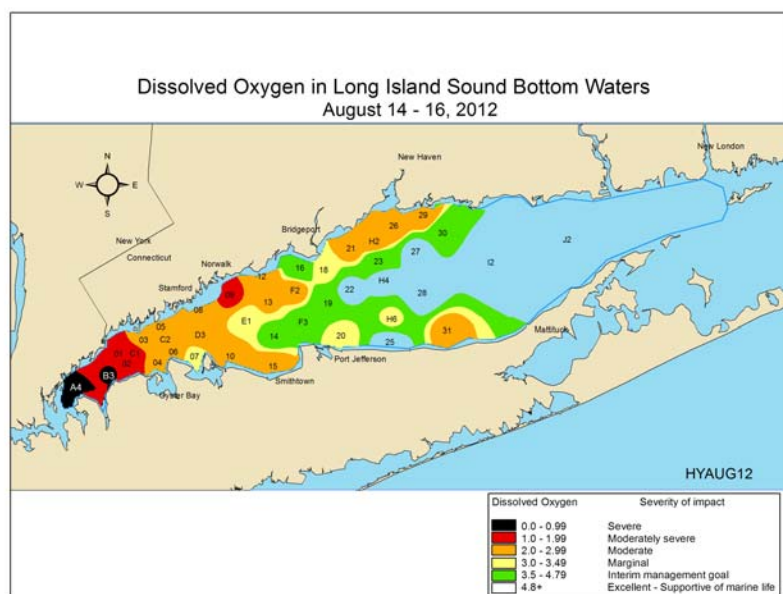 Dissolved Oxygen in Long Island Sound Bottom Waters
August 14 - 16, 2012
New London
N
W E
S
New Haven
29
26
21 H2
30
J2
Bridgeport
New York
Connecticut
27
23
16 18
I2
Norwalk
12
H4
22
28
Stamford
F2
13
19
08
H6
E1
F3
05
31
Mattituck
D3
03 C2
14
20
25
01 C1
06 07
10
Port Jefferson
02
04
15
B3
Smithtown
A4
Oyster Bay
HYAUG12
Dissolved Oxygen Severity of impact
0.0 - 0.99 Severe
1.0 - 1.99 Moderately severe
2.0 - 2.99 Moderate
3.0 - 3.49 Marginal
3.5 - 4.79 Interim management goal
4.8+ Excellent - Supportive of marine life